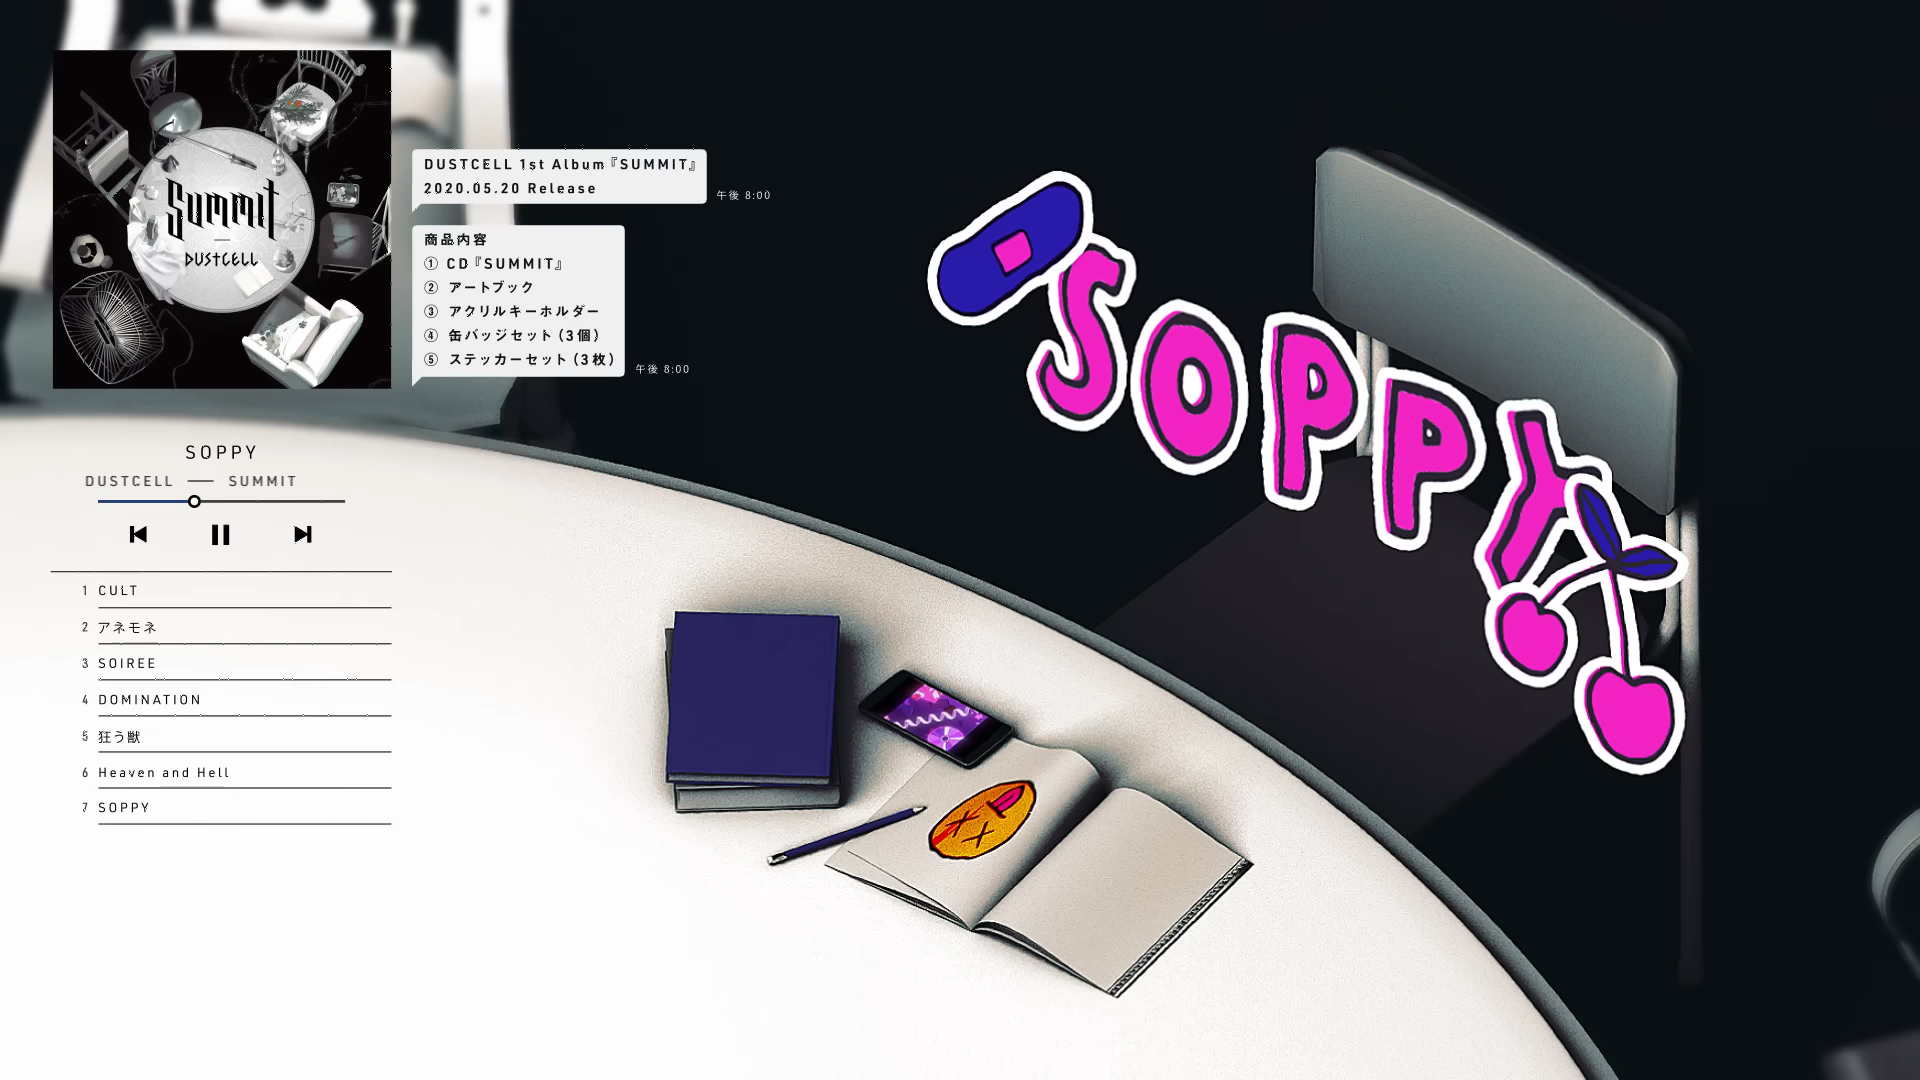 Summit
DUSTCELL
DUSTCELL 1st Album『SUMMIT』
2020.05.20 Release
午後 8:00
商品内容
① CD『SUMMIT』
② アートブック
③ アクリルキーホルダー
④ 缶バッジセット(3個)
⑤ ステッカーセット(3枚)
午後 8:00
SOPPY
DUSTCELL — SUMMIT
1 CULT
2 アネモネ
3 SOIREE
4 DOMINATION
5 狂う獣
6 Heaven and Hell
7 SOPPY
SOPPY